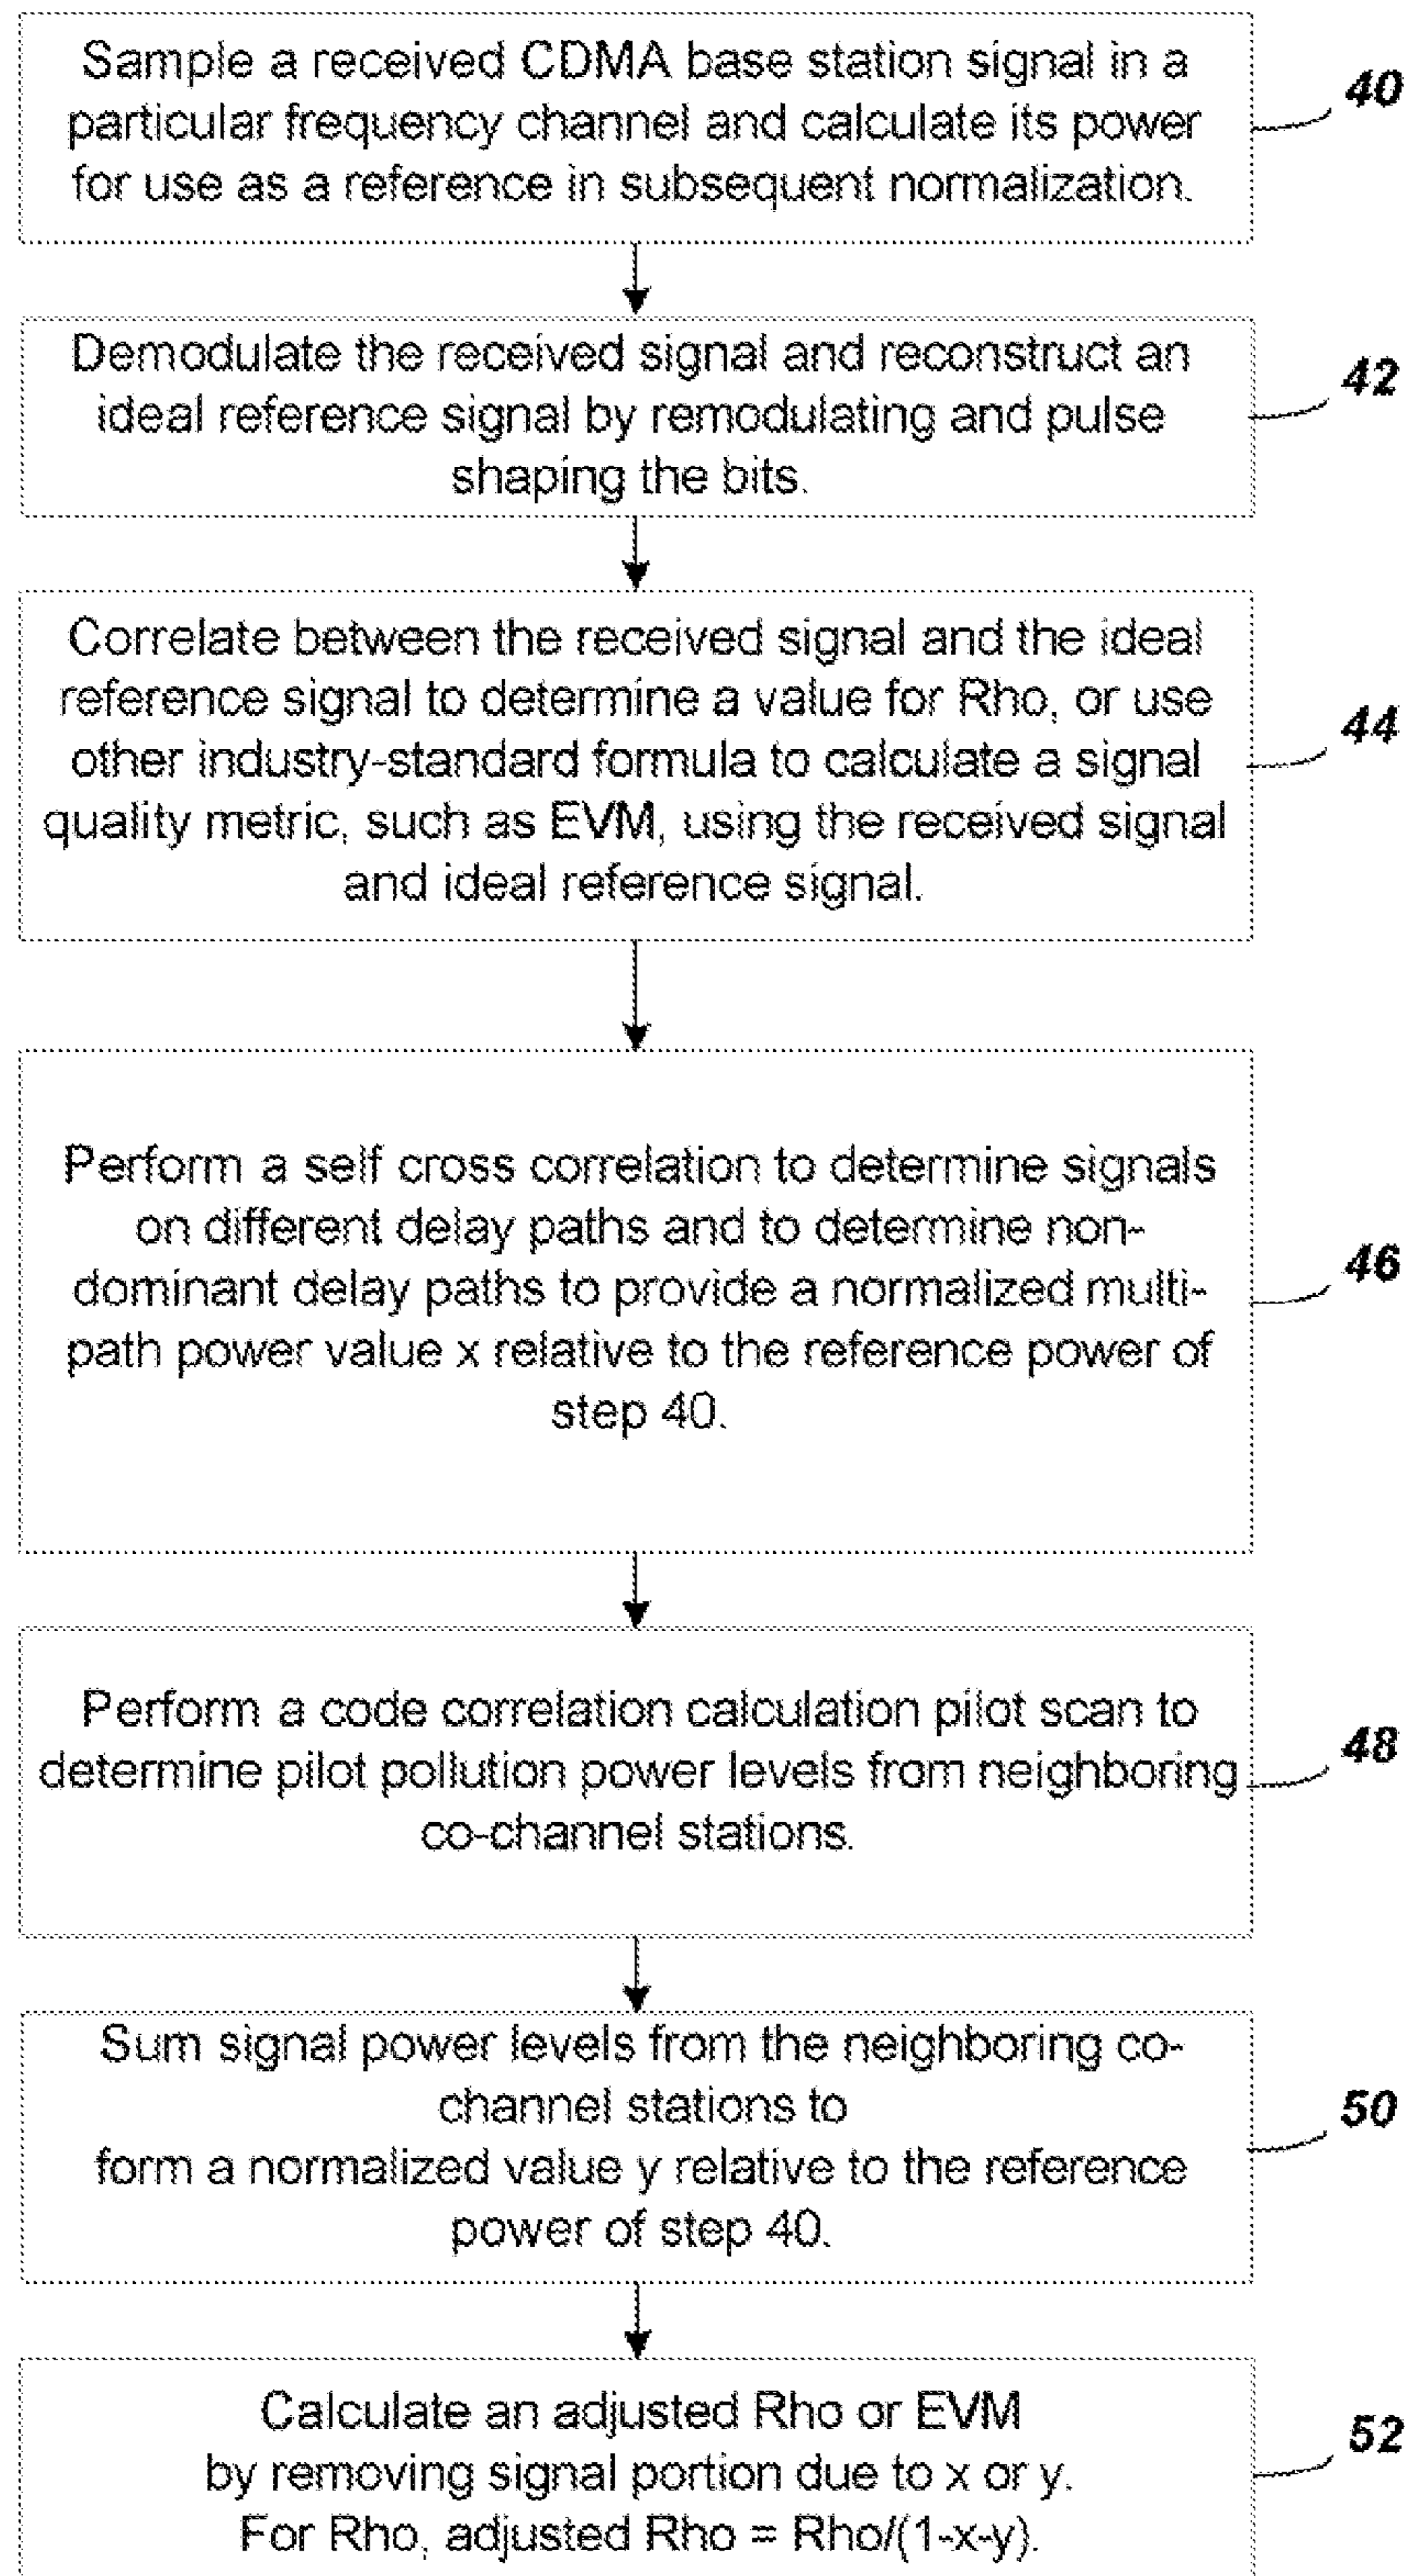 Sample a received CDMA base station signal in a
particular frequency channel and calculate its power
for use as a reference in subsequent normalization.
40
Demodulate the received signal and reconstruct an
ideal reference signal by remodulating and pulse
shaping the bits.
42
Correlate between the received signal and the ideal
reference signal to determine a value for Rho, or use
other industry-standard formula to calculate a signal
quality metric, such as EVM, using the received signal
and ideal reference signal.
44
Perform a self cross correlation to determine signals
on different delay paths and to determine non-
dominant delay paths to provide a normalized multi-
path power value x relative to the reference power of
step 40.
46
Perform a code correlation calculation pilot scan to
determine pilot pollution power levels from neighboring
co-channel stations.
48
Sum signal power levels from the neighboring co-
channel stations to
form a normalized value y relative to the reference
power of step 40.
50
Calculate an adjusted Rho or EVM
by removing signal portion due to x or y.
For Rho, adjusted Rho = Rho/(1-x-y).
52